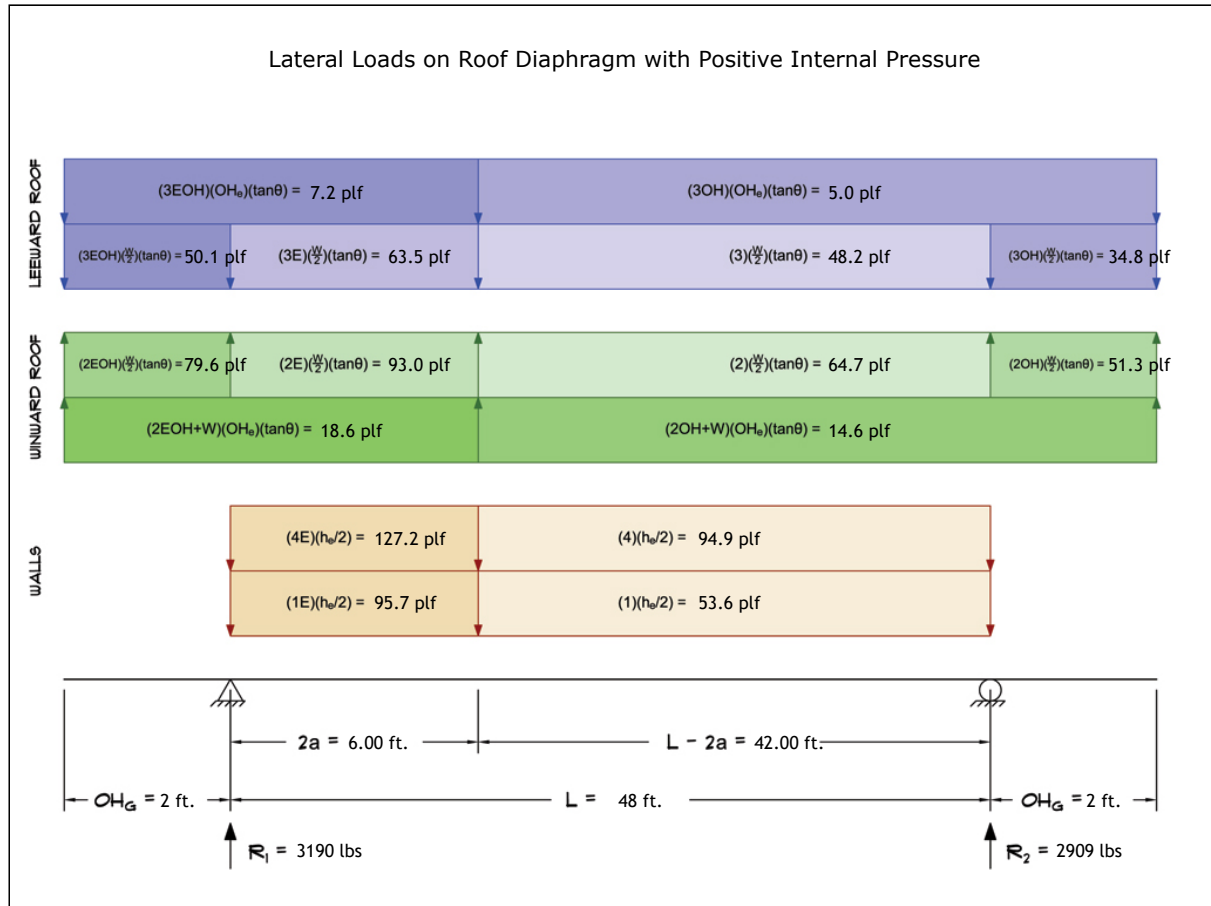 Lateral Loads on Roof Diaphragm with Positive Internal Pressure
LEEWARD ROOF
(3EOH)(OHₑ)(tanθ) = 7.2 plf
(3OH)(OHₑ)(tanθ) = 5.0 plf
(3EOH)(W/2)(tanθ) = 50.1 plf
(3E)(W/2)(tanθ) = 63.5 plf
(3)(W/2)(tanθ) = 48.2 plf
(3OH)(W/2)(tanθ) = 34.8 plf
WINWARD ROOF
(2EOH)(W/2)(tanθ) = 79.6 plf
(2E)(W/2)(tanθ) = 93.0 plf
(2)(W/2)(tanθ) = 64.7 plf
(2OH)(W/2)(tanθ) = 51.3 plf
(2EOH+W)(OHₑ)(tanθ) = 18.6 plf
(2OH+W)(OHₑ)(tanθ) = 14.6 plf
WALLS
(4E)(hₑ/2) = 127.2 plf
(4)(hₑ/2) = 94.9 plf
(1E)(hₑ/2) = 95.7 plf
(1)(hₑ/2) = 53.6 plf
2a = 6.00 ft.
L - 2a = 42.00 ft.
OH_G = 2 ft.
L = 48 ft.
OH_G = 2 ft.
R₁ = 3190 lbs
R₂ = 2909 lbs